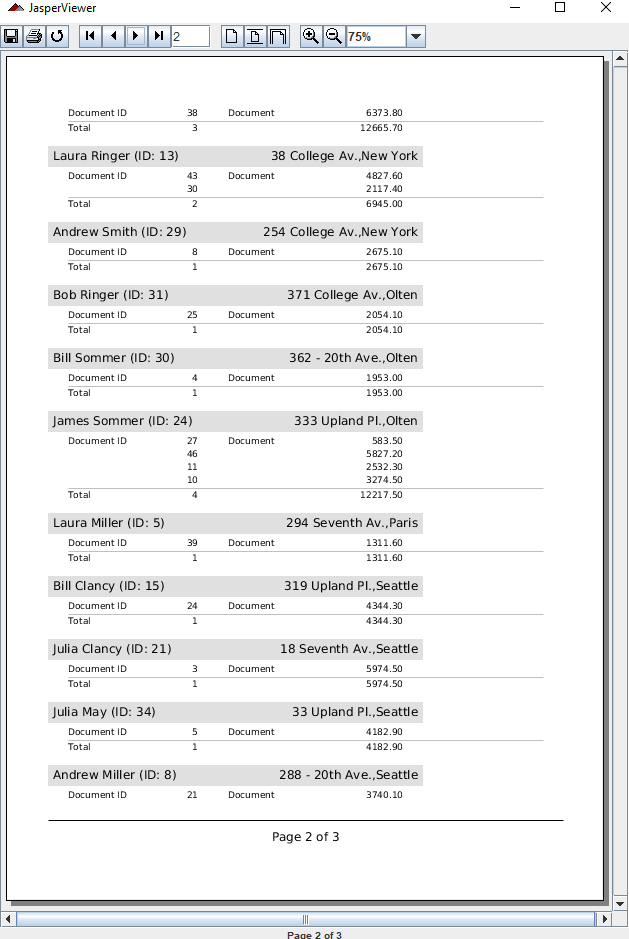 JasperViewer
2 75%
Document ID 38 Document 6373.80
Total 3 12665.70
Laura Ringer (ID: 13) 38 College Av.,New York
Document ID 43 Document 4827.60
30 2117.40
Total 2 6945.00
Andrew Smith (ID: 29) 254 College Av.,New York
Document ID 8 Document 2675.10
Total 1 2675.10
Bob Ringer (ID: 31) 371 College Av.,Olten
Document ID 25 Document 2054.10
Total 1 2054.10
Bill Sommer (ID: 30) 362 - 20th Ave.,Olten
Document ID 4 Document 1953.00
Total 1 1953.00
James Sommer (ID: 24) 333 Upland Pl.,Olten
Document ID 27 Document 583.50
46 5827.20
11 2532.30
10 3274.50
Total 4 12217.50
Laura Miller (ID: 5) 294 Seventh Av.,Paris
Document ID 39 Document 1311.60
Total 1 1311.60
Bill Clancy (ID: 15) 319 Upland Pl.,Seattle
Document ID 24 Document 4344.30
Total 1 4344.30
Julia Clancy (ID: 21) 18 Seventh Av.,Seattle
Document ID 3 Document 5974.50
Total 1 5974.50
Julia May (ID: 34) 33 Upland Pl.,Seattle
Document ID 5 Document 4182.90
Total 1 4182.90
Andrew Miller (ID: 8) 288 - 20th Ave.,Seattle
Document ID 21 Document 3740.10
Page 2 of 3
Page 2 of 3